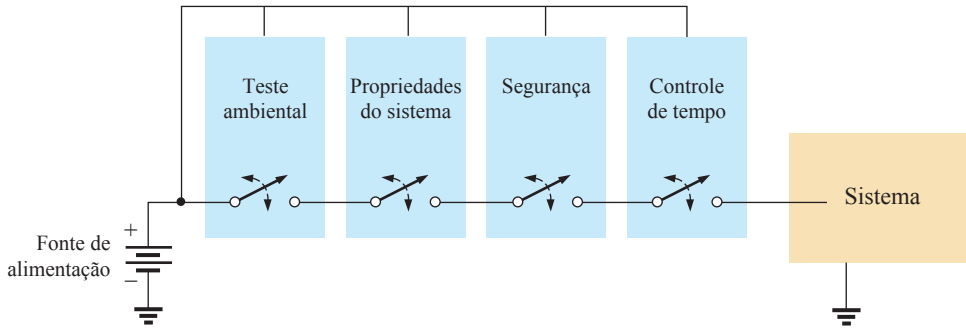 Teste
ambiental
Propriedades
do sistema
Segurança
Controle
de tempo
Sistema
+
Fonte de
alimentação
−